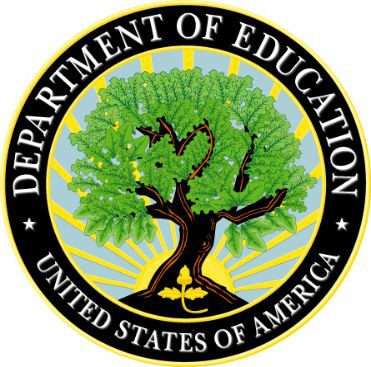 DEPARTMENT OF EDUCATION
UNITED STATES OF AMERICA